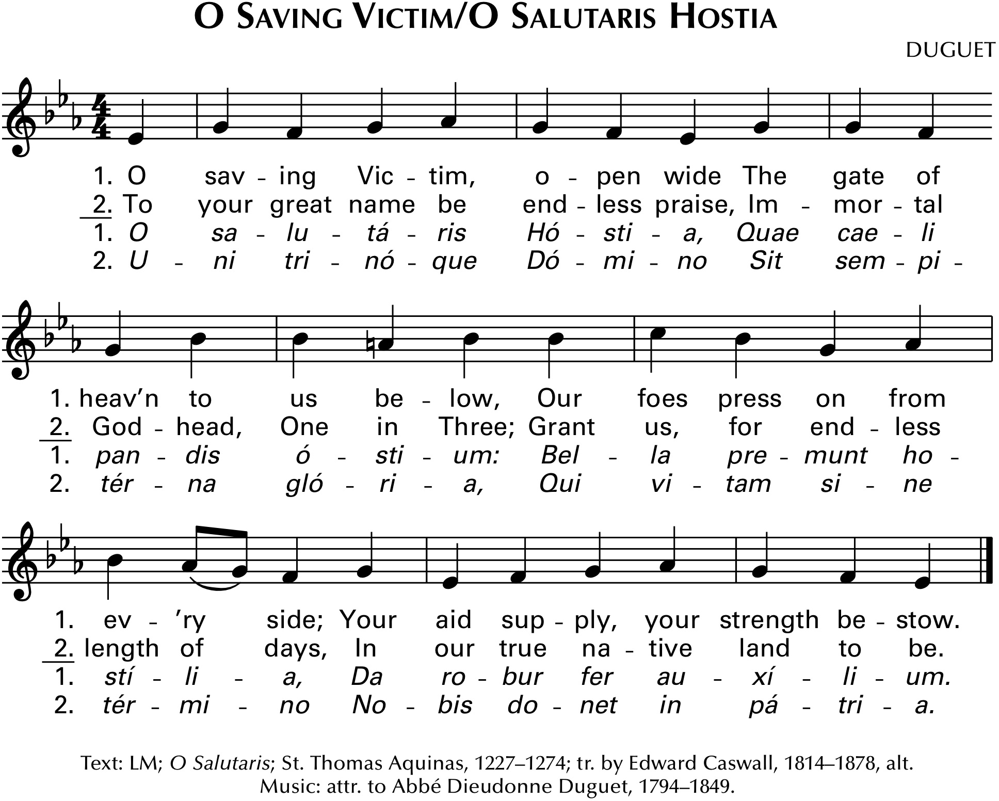 O Saving Victim/O Salutaris Hostia
DUGUET
1. O sav - ing Vic - tim, o - pen wide The gate of
2. To your great name be end - less praise, Im - mor - tal
1. O sa - lu - tá - ris Hó - sti - a, Quae cae - li
2. U - ni tri - nó - que Dó - mi - no Sit sem - pi -
1. heav’n to us be - low, Our foes press on from
2. God - head, One in Three; Grant us, for end - less
1. pan - dis ó - sti - um: Bel - la pre - munt ho -
2. tér - na gló - ri - a, Qui vi - tam si - ne
1. ev - ’ry side; Your aid sup - ply, your strength be - stow.
2. length of days, In our true na - tive land to be.
1. stí - li - a, Da ro - bur fer au - xí - li - um.
2. tér - mi - no No - bis do - net in pá - tri - a.
Text: LM; O Salutaris; St. Thomas Aquinas, 1227–1274; tr. by Edward Caswall, 1814–1878, alt.
Music: attr. to Abbé Dieudonne Duguet, 1794–1849.